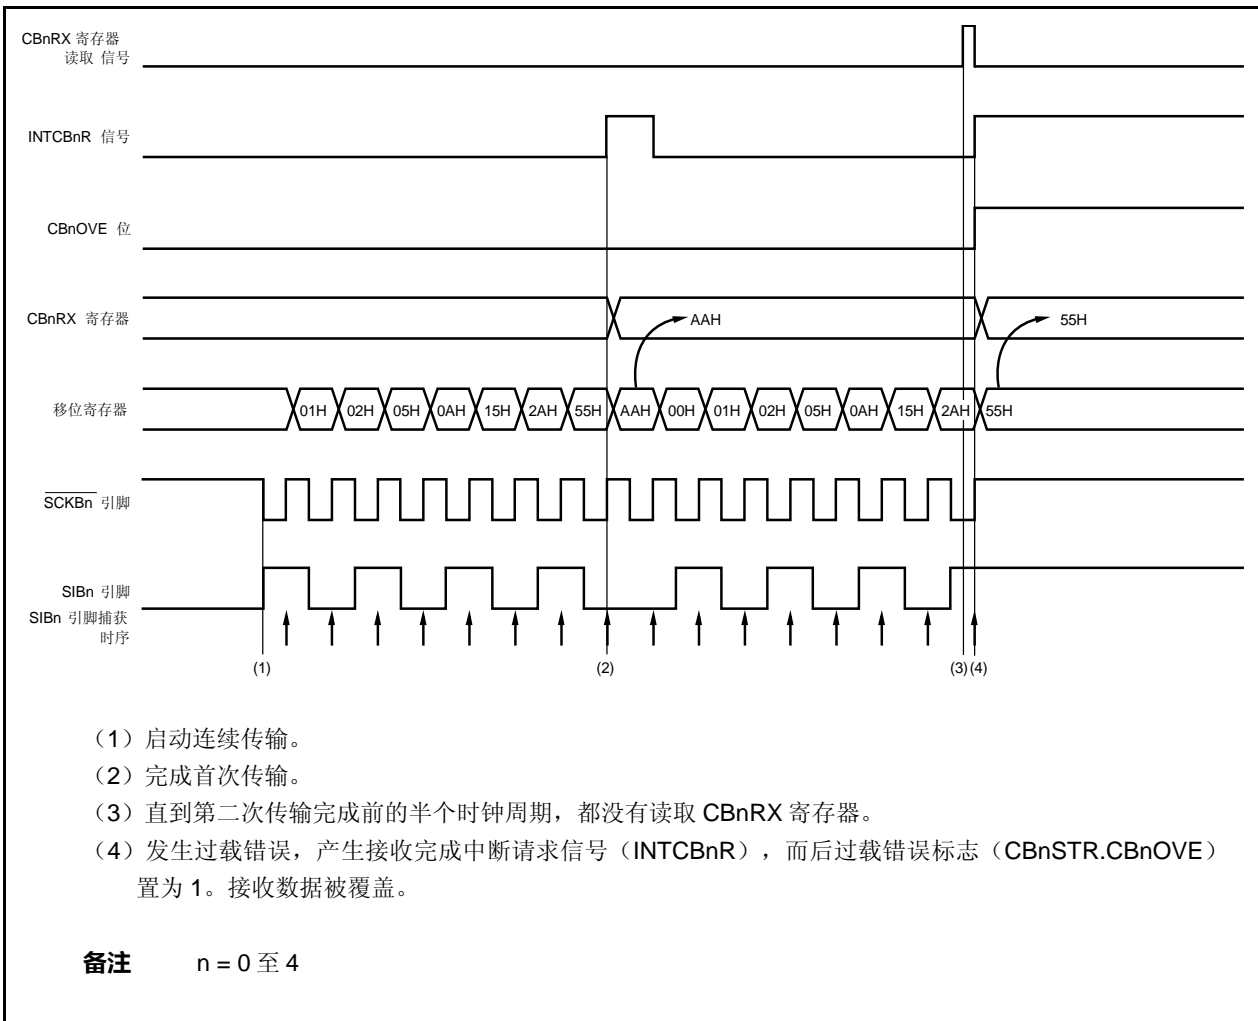 CBnRX 寄存器
读取 信号
INTCBnR 信号
CBnOVE 位
CBnRX 寄存器
AAH
55H
移位寄存器
01H 02H 05H 0AH 15H 2AH 55H AAH 00H 01H 02H 05H 0AH 15H 2AH 55H
SCKBn 引脚
SIBn 引脚
SIBn 引脚捕获
时序
(1) (2) (3) (4)
（1）启动连续传输。
（2）完成首次传输。
（3）直到第二次传输完成前的半个时钟周期，都没有读取 CBnRX 寄存器。
（4）发生过载错误，产生接收完成中断请求信号（INTCBnR），而后过载错误标志（CBnSTR.CBnOVE）
置为 1。接收数据被覆盖。
备注 n = 0 至 4